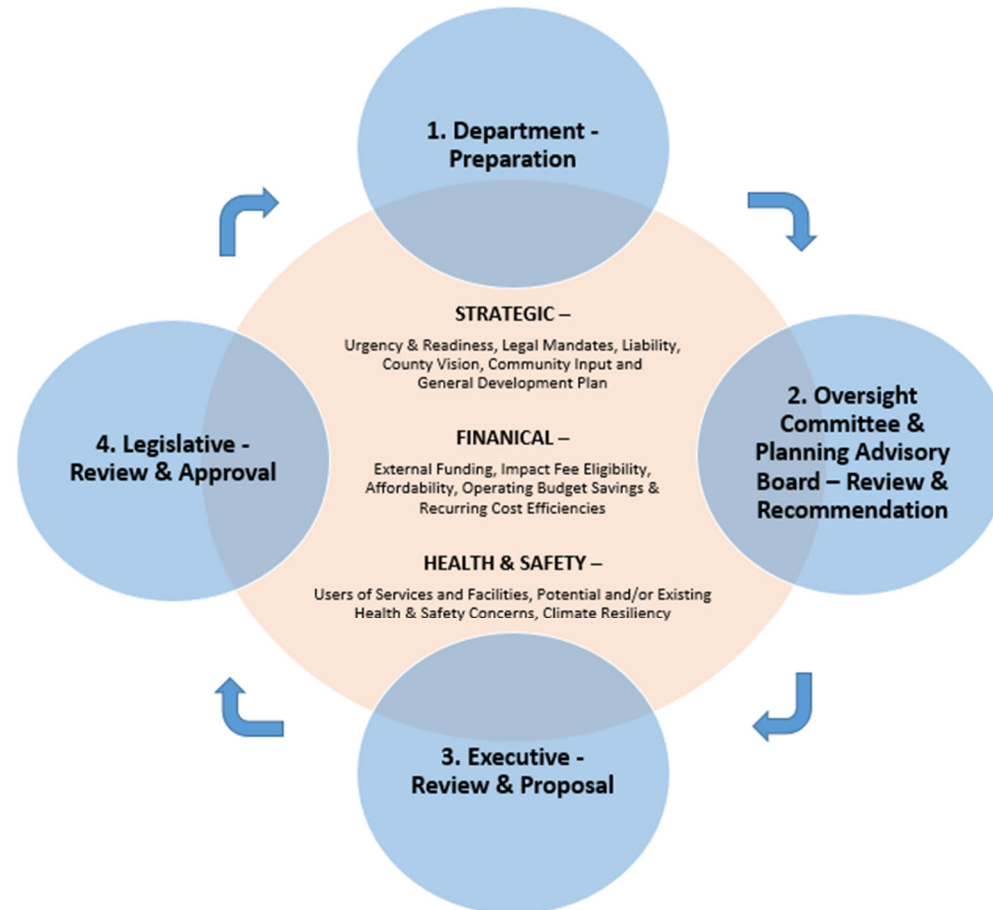 1. Department -
Preparation
STRATEGIC –
Urgency & Readiness, Legal Mandates, Liability,
County Vision, Community Input and
General Development Plan
2. Oversight
Committee &
Planning Advisory
Board – Review &
Recommendation
4. Legislative -
Review & Approval
FINANICAL –
External Funding, Impact Fee Eligibility,
Affordability, Operating Budget Savings &
Recurring Cost Efficiencies
HEALTH & SAFETY –
Users of Services and Facilities, Potential and/or Existing
Health & Safety Concerns, Climate Resiliency
3. Executive -
Review & Proposal